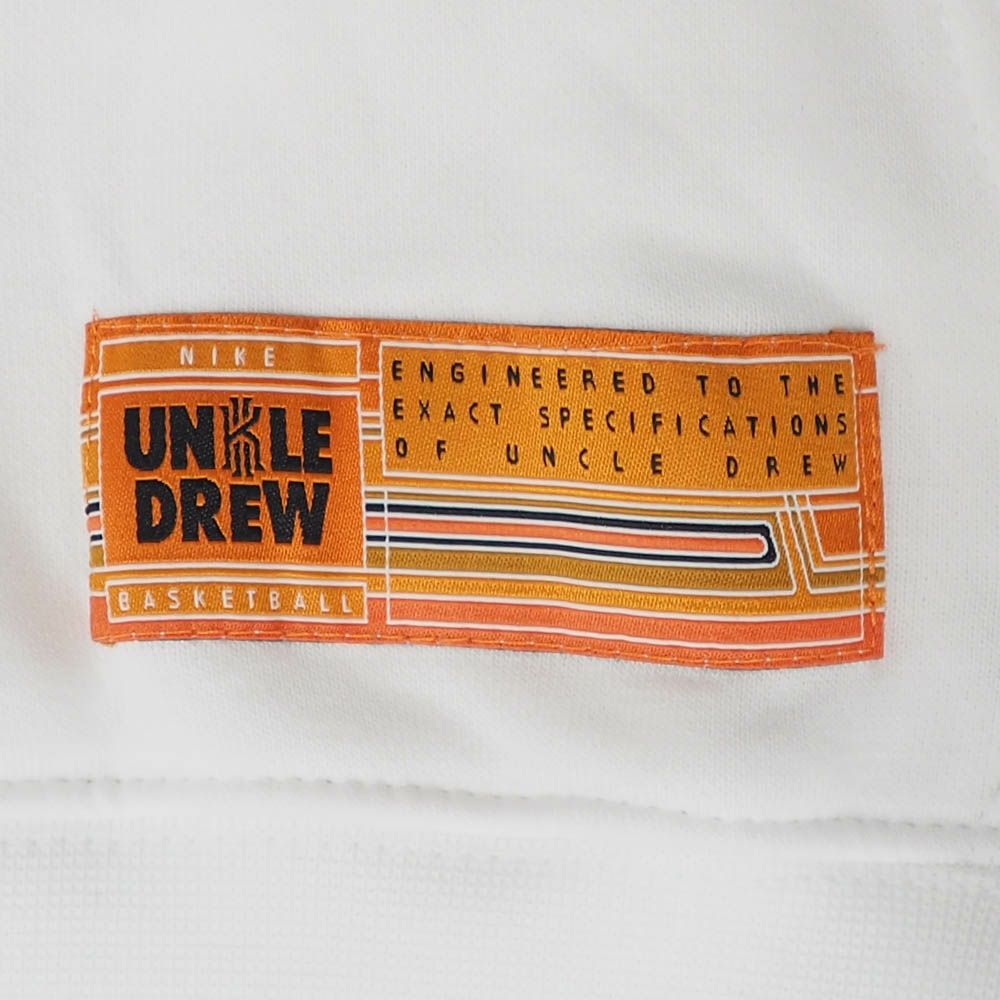 NIKE
UNKLE
DREW
BASKETBALL
ENGINEERED TO THE
EXACT SPECIFICATIONS
OF UNCLE DREW